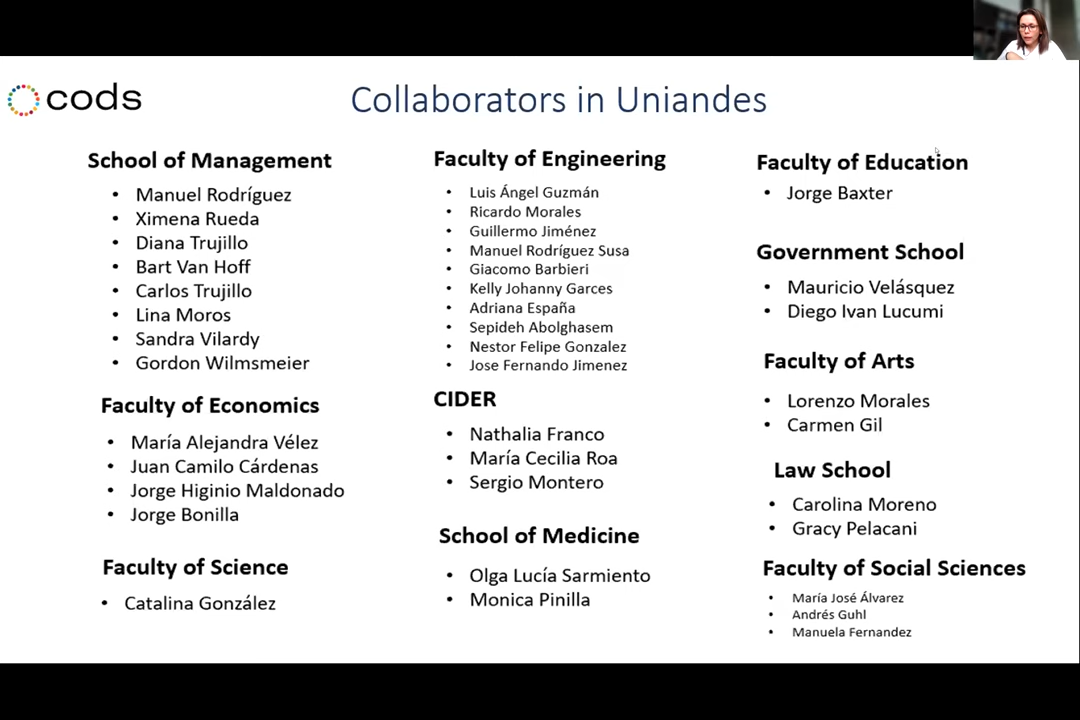 cods
Collaborators in Uniandes
School of Management
• Manuel Rodríguez
• Ximena Rueda
• Diana Trujillo
• Bart Van Hoff
• Carlos Trujillo
• Lina Moros
• Sandra Vilardy
• Gordon Wilmsmeier
Faculty of Economics
• María Alejandra Vélez
• Juan Camilo Cárdenas
• Jorge Higinio Maldonado
• Jorge Bonilla
Faculty of Science
• Catalina González
Faculty of Engineering
• Luis Ángel Guzmán
• Ricardo Morales
• Guillermo Jiménez
• Manuel Rodríguez Susa
• Giacomo Barbieri
• Kelly Johanny Garces
• Adriana España
• Sepideh Abolghasem
• Nestor Felipe Gonzalez
• Jose Fernando Jimenez
CIDER
• Nathalia Franco
• María Cecilia Roa
• Sergio Montero
School of Medicine
• Olga Lucía Sarmiento
• Monica Pinilla
Faculty of Education
• Jorge Baxter
Government School
• Mauricio Velásquez
• Diego Ivan Lucumi
Faculty of Arts
• Lorenzo Morales
• Carmen Gil
Law School
• Carolina Moreno
• Gracy Pelacani
Faculty of Social Sciences
• María José Álvarez
• Andrés Guhl
• Manuela Fernandez